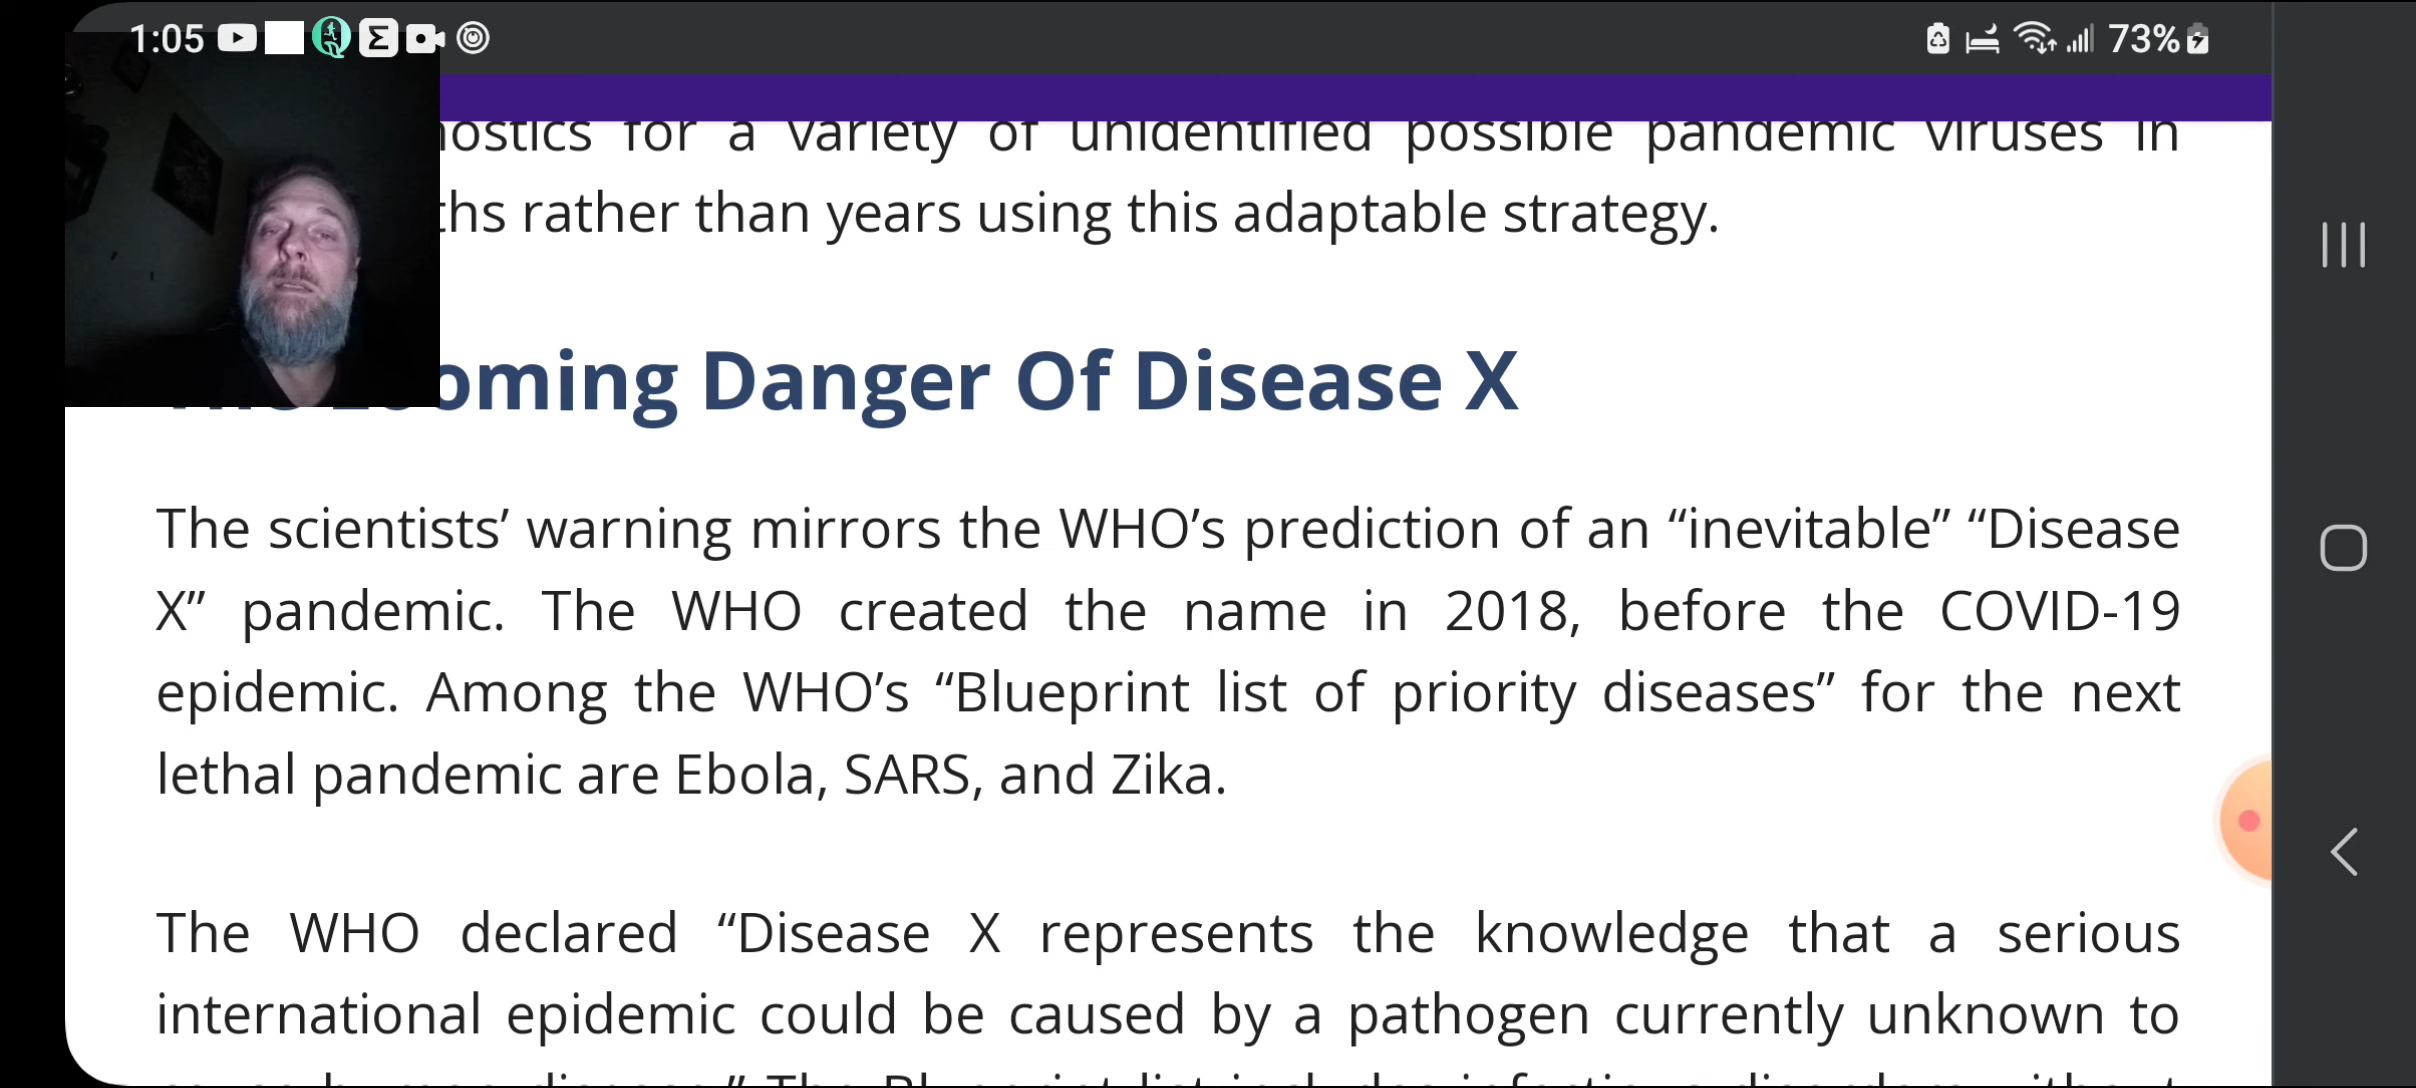 1:05
73%
for a variety of unidentified possible pandemic viruses in
rather than years using this adaptable strategy.
Danger Of Disease X
The scientists’ warning mirrors the WHO’s prediction of an “inevitable” “Disease
X” pandemic. The WHO created the name in 2018, before the COVID-19
epidemic. Among the WHO’s “Blueprint list of priority diseases” for the next
lethal pandemic are Ebola, SARS, and Zika.
The WHO declared “Disease X represents the knowledge that a serious
international epidemic could be caused by a pathogen currently unknown to